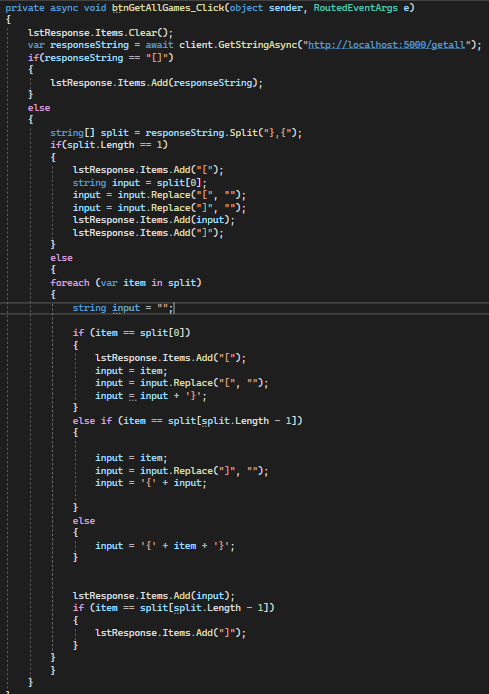 private async void btnGetAllGames_Click(object sender, RoutedEventArgs e)
{
    lstResponse.Items.Clear();
    var responseString = await client.GetStringAsync("http://localhost:5000/getall");
    if(responseString == "[]")
    {
        lstResponse.Items.Add(responseString);
    }
    else
    {
        string[] split = responseString.Split("},{");
        if(split.Length == 1)
        {
            lstResponse.Items.Add("[");
            string input = split[0];
            input = input.Replace("[", "");
            input = input.Replace("]", "");
            lstResponse.Items.Add(input);
            lstResponse.Items.Add("]");
        }
        else
        {
        foreach (var item in split)
        {
            string input = "";

            if (item == split[0])
            {
                lstResponse.Items.Add("[");
                input = item;
                input = input.Replace("[", "");
                input = input + '}';
            }
            else if (item == split[split.Length - 1])
            {

                input = item;
                input = input.Replace("]", "");
                input = '{' + input;

            }
            else
            {
                input = '{' + item + '}';
            }


            lstResponse.Items.Add(input);
            if (item == split[split.Length - 1])
            {
                lstResponse.Items.Add("]");
            }
        }
        }
    }
}